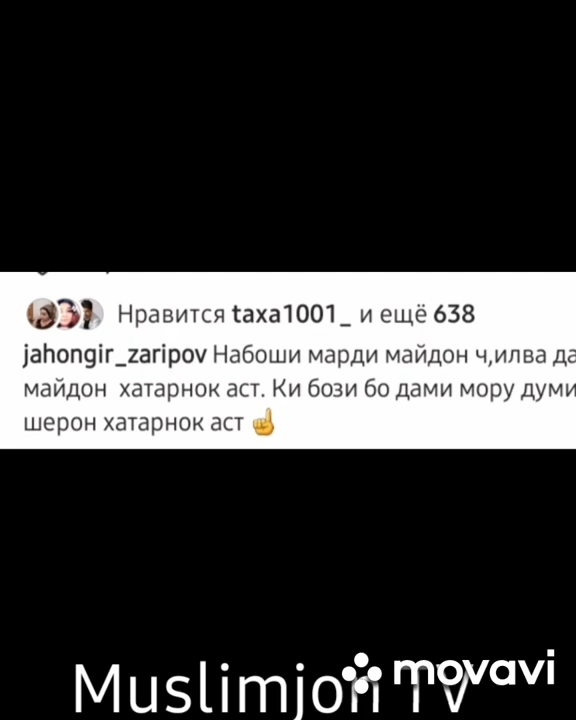 Нравится taxa1001_ и ещё 638
jahongir_zaripov Набоши марди майдон ч,илва да
майдон хатарнок аст. Ки бози бо дами мору думи
шерон хатарнок аст ☝
Muslimjon TV
movavi